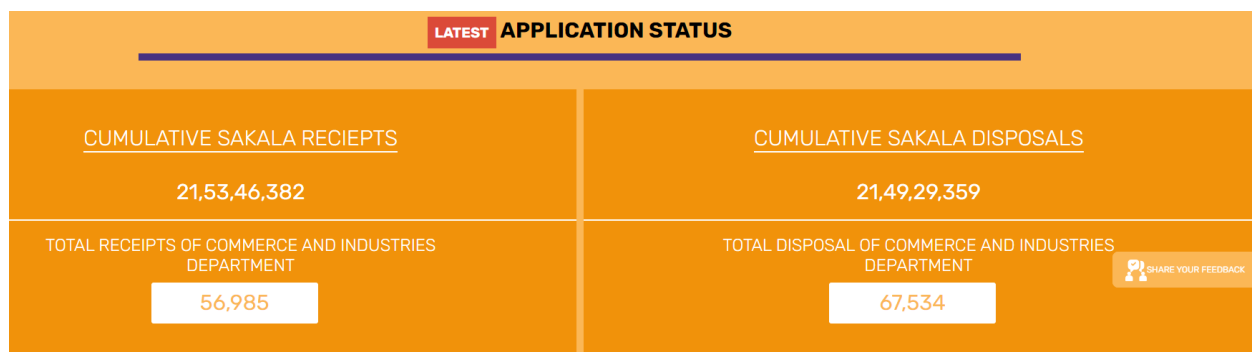 LATEST APPLICATION STATUS
CUMULATIVE SAKALA RECIEPTS
21,53,46,382
TOTAL RECEIPTS OF COMMERCE AND INDUSTRIES
DEPARTMENT
56,985
CUMULATIVE SAKALA DISPOSALS
21,49,29,359
TOTAL DISPOSAL OF COMMERCE AND INDUSTRIES
DEPARTMENT
67,534
SHARE YOUR FEEDBACK